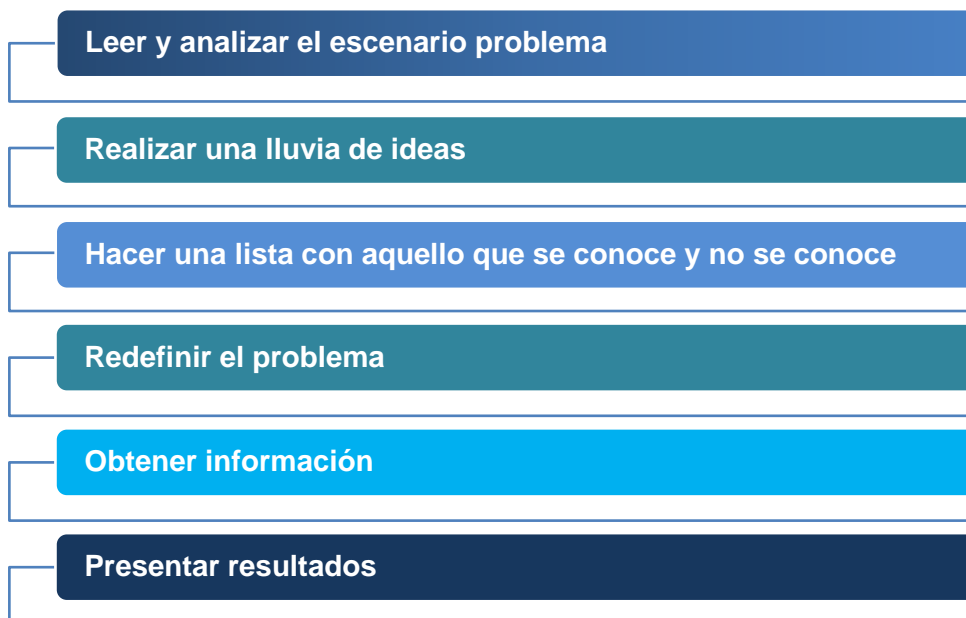 Leer y analizar el escenario problema
Realizar una lluvia de ideas
Hacer una lista con aquello que se conoce y no se conoce
Redefinir el problema
Obtener información
Presentar resultados